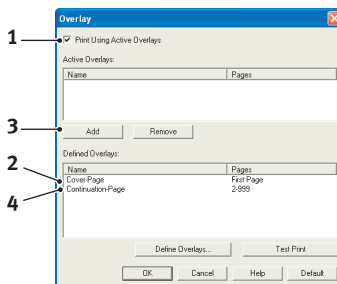 Overlay
1
Print Using Active Overlays
Active Overlays:
Name Pages
3
Add Remove
Defined Overlays:
Name Pages
2
Cover-Page First Page
4
Continuation-Page 2-999
Define Overlays... Test Print
OK Cancel Help Default